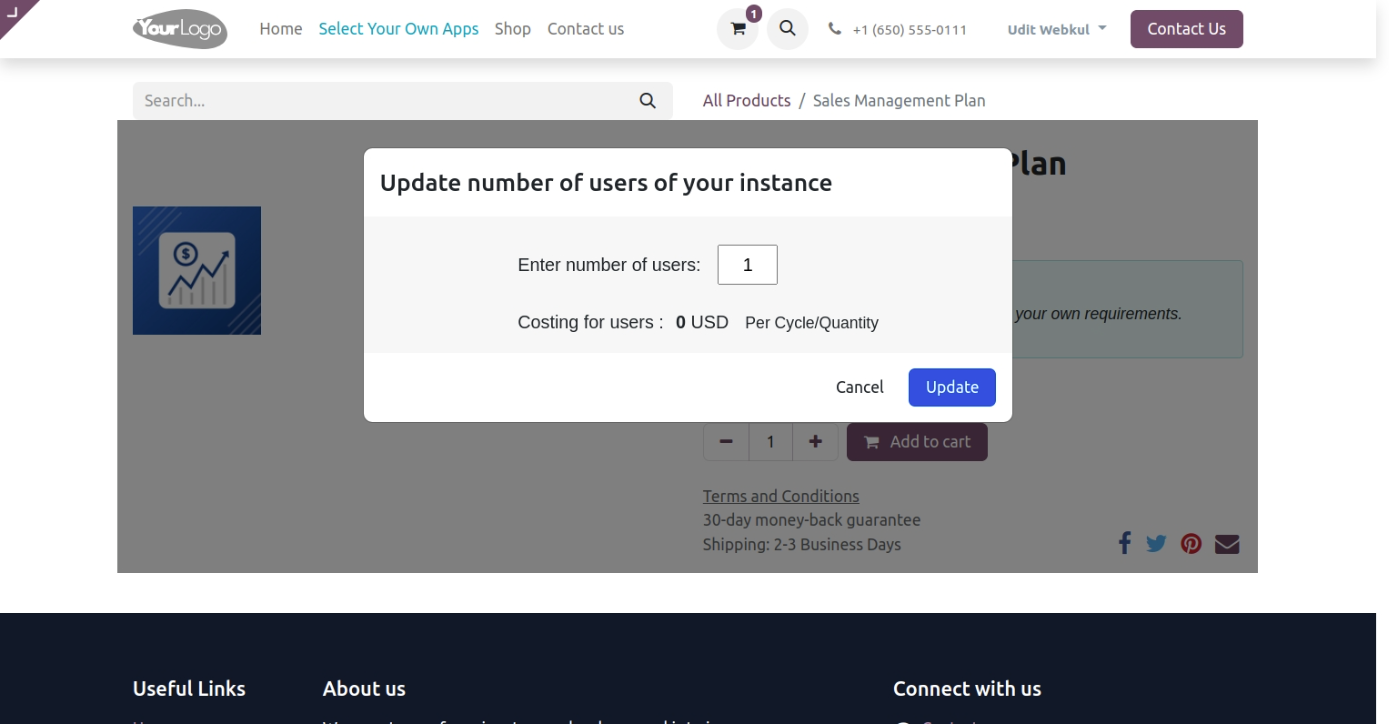 YourLogo
Home
Select Your Own Apps
Shop
Contact us
1
+1 (650) 555-0111
Udit Webkul
Contact Us
Search...
All Products / Sales Management Plan
Plan
Update number of users of your instance
Enter number of users: 1
Costing for users : 0 USD Per Cycle/Quantity
your own requirements.
Cancel
Update
1
Add to cart
Terms and Conditions
30-day money-back guarantee
Shipping: 2-3 Business Days
Useful Links
About us
Connect with us